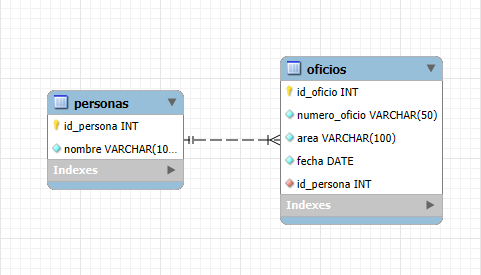 personas
id_persona INT
nombre VARCHAR(10...
Indexes
oficios
id_oficio INT
numero_oficio VARCHAR(50)
area VARCHAR(100)
fecha DATE
id_persona INT
Indexes